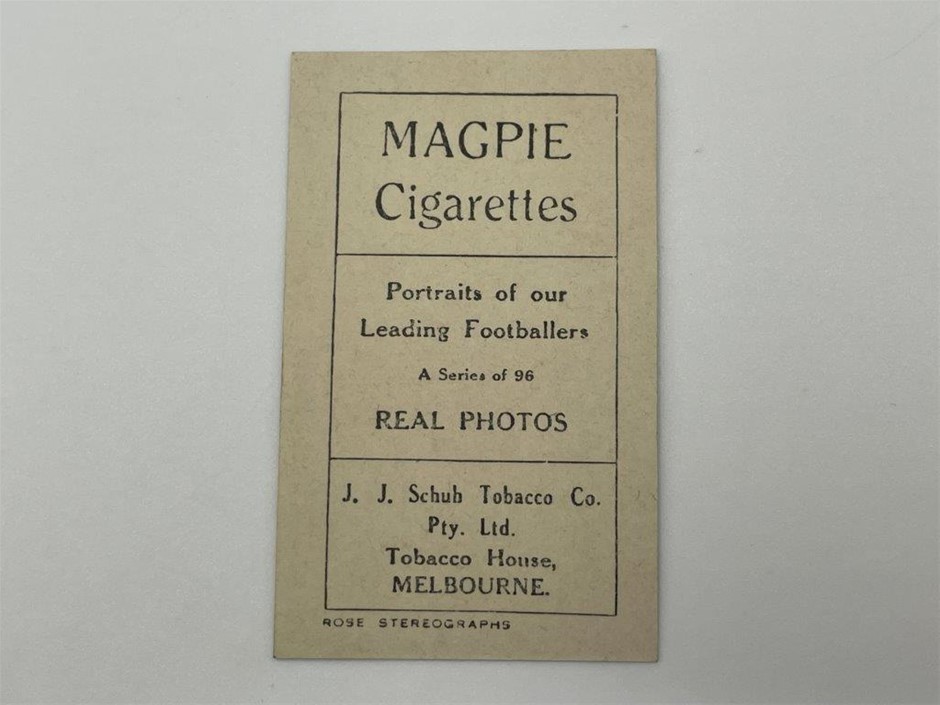 MAGPIE
Cigarettes
Portraits of our
Leading Footballers
A Series of 96
REAL PHOTOS
J. J. Schuh Tobacco Co.
Pty. Ltd.
Tobacco House,
MELBOURNE.
ROSE STEREOGRAPHS